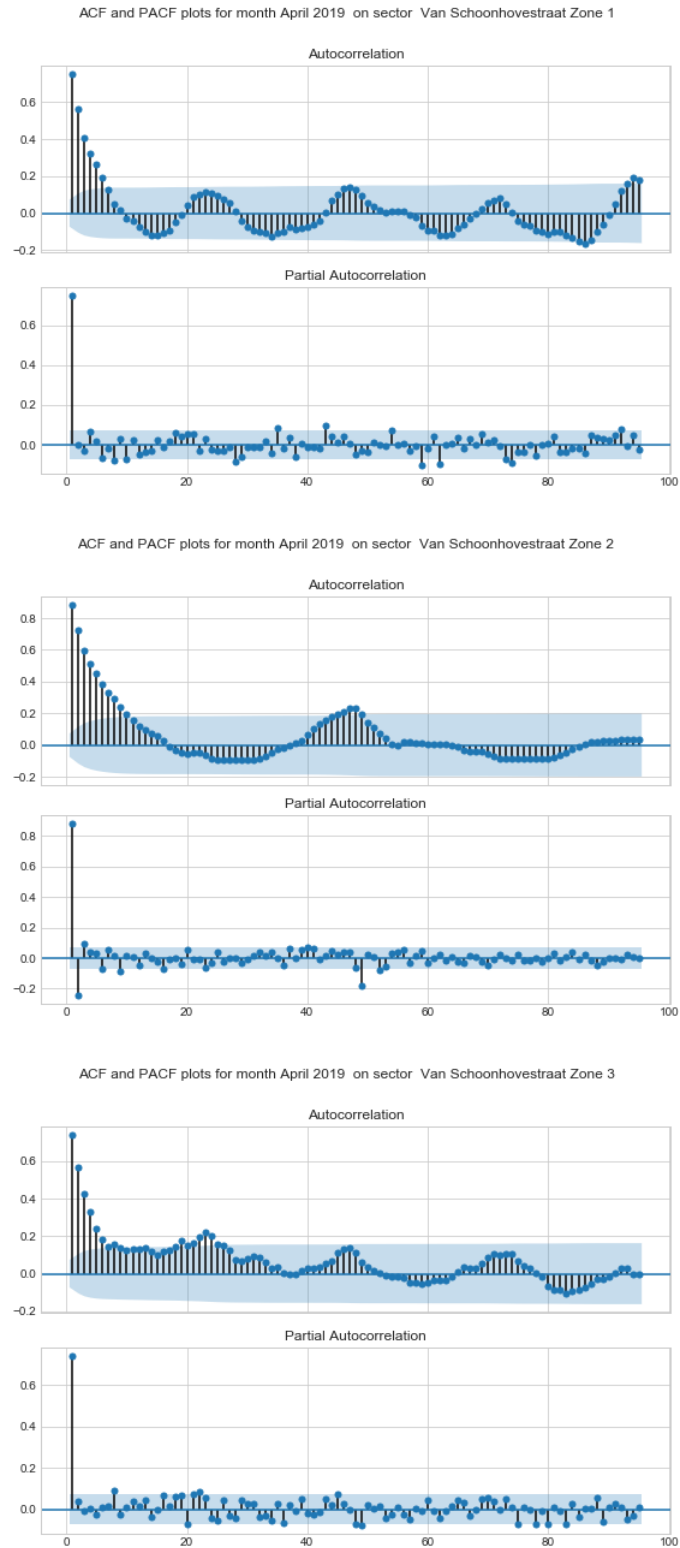 ACF and PACF plots for month April 2019  on sector  Van Schoonhovestraat Zone 1
Autocorrelation
0.6
0.4
0.2
0.0
−0.2
Partial Autocorrelation
0.6
0.4
0.2
0.0
0 20 40 60 80 100
ACF and PACF plots for month April 2019  on sector  Van Schoonhovestraat Zone 2
Autocorrelation
0.8
0.6
0.4
0.2
0.0
−0.2
Partial Autocorrelation
0.8
0.6
0.4
0.2
0.0
−0.2
0 20 40 60 80 100
ACF and PACF plots for month April 2019  on sector  Van Schoonhovestraat Zone 3
Autocorrelation
0.6
0.4
0.2
0.0
−0.2
Partial Autocorrelation
0.6
0.4
0.2
0.0
0 20 40 60 80 100